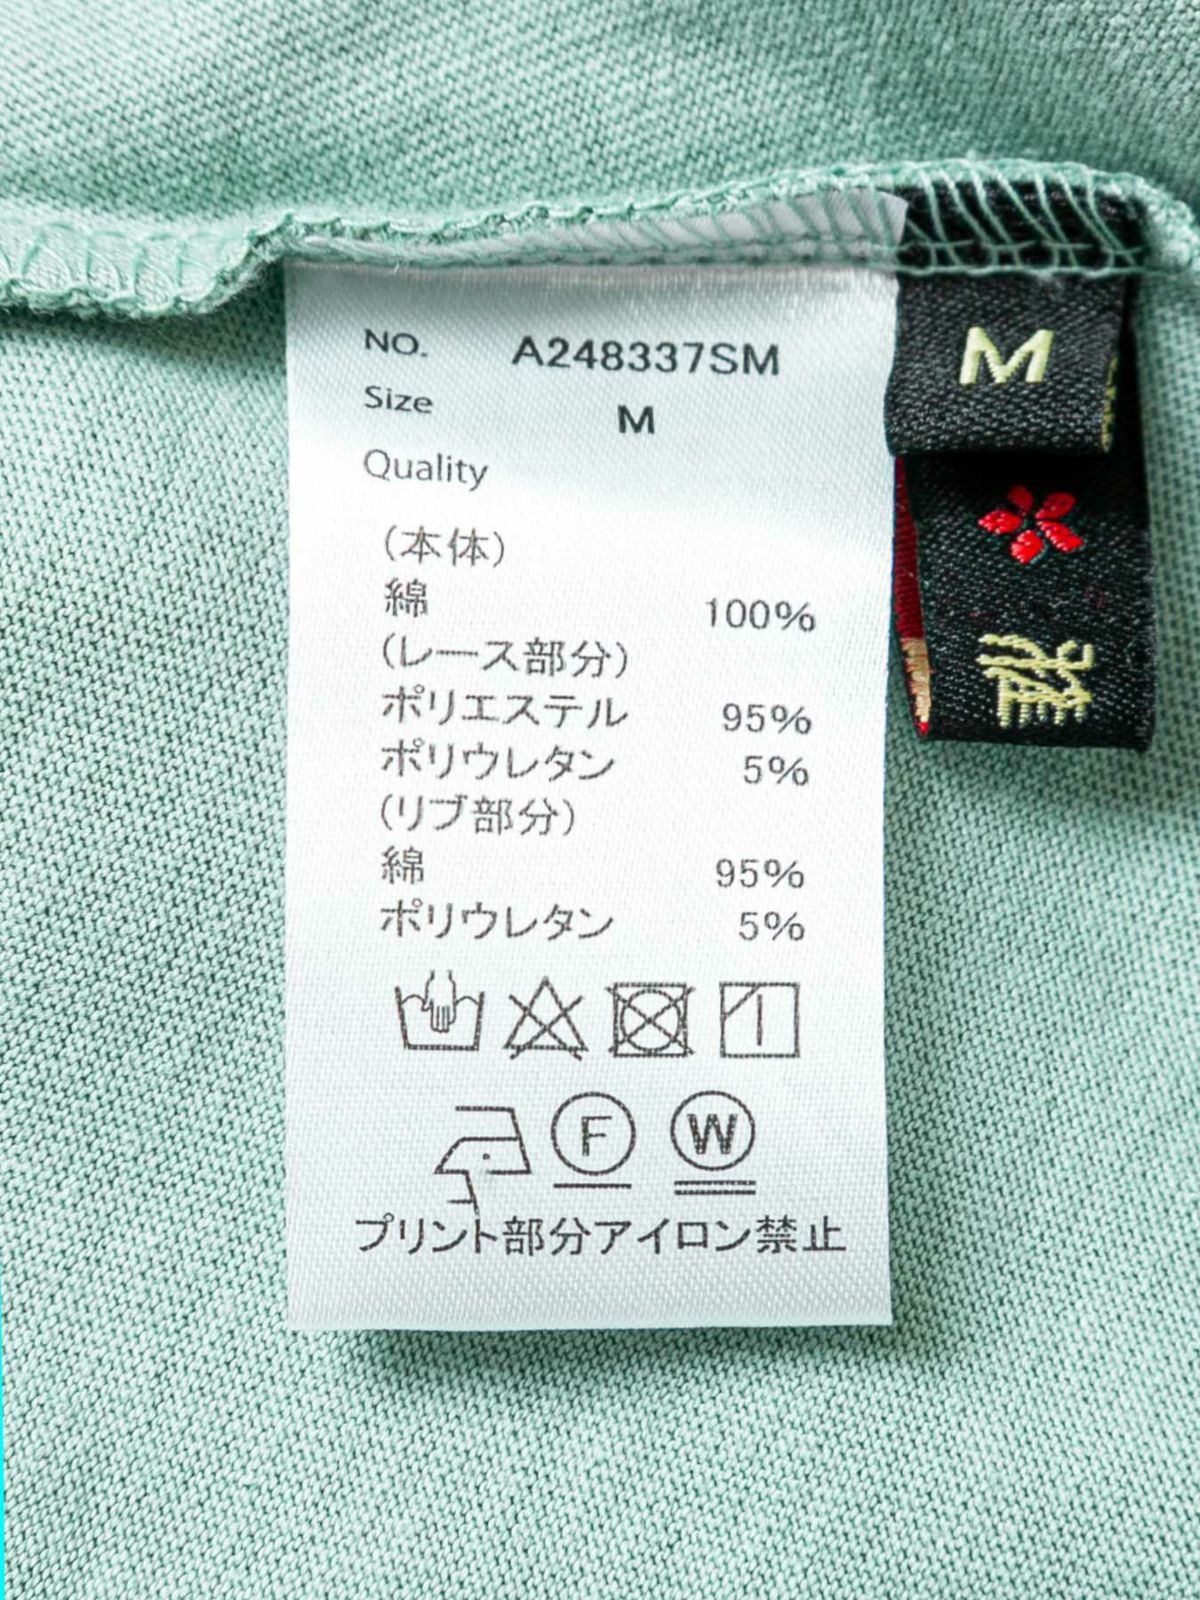 NO. A248337SM
Size M
Quality
(本体)
綿 100%
(レース部分)
ポリエステル 95%
ポリウレタン 5%
(リブ部分)
綿 95%
ポリウレタン 5%
F W
プリント部分アイロン禁止
M